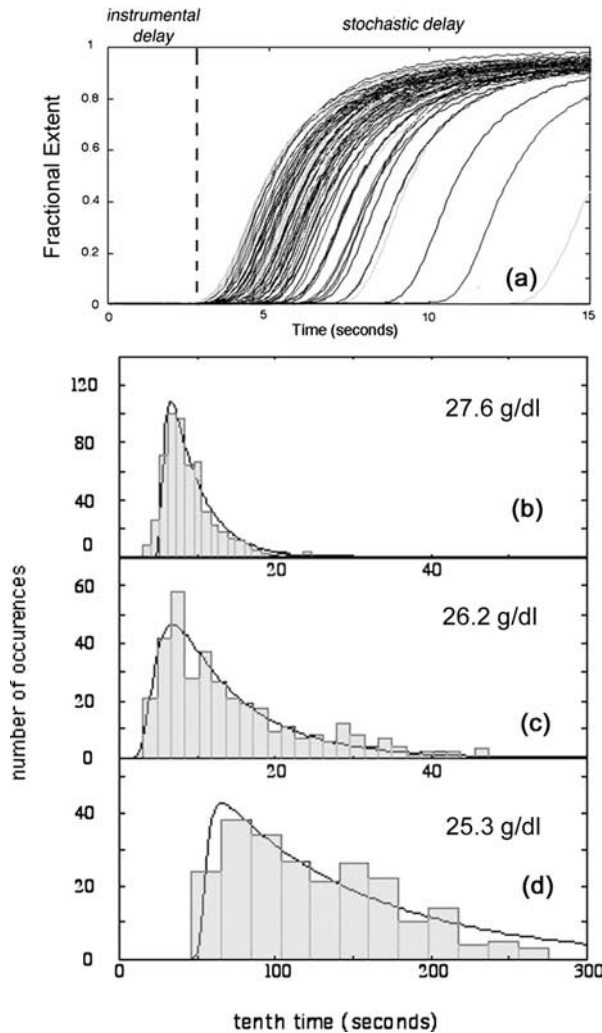 instrumental delay
stochastic delay
1
0.8
0.6
0.4
0.2
0
Fractional Extent
(a)
0 5 10 15
Time (seconds)
120
80
40
0
27.6 g/dl
(b)
20 40
60
40
20
0
26.2 g/dl
(c)
20 40
40
20
0
25.3 g/dl
(d)
0 100 200 300
number of occurences
tenth time (seconds)